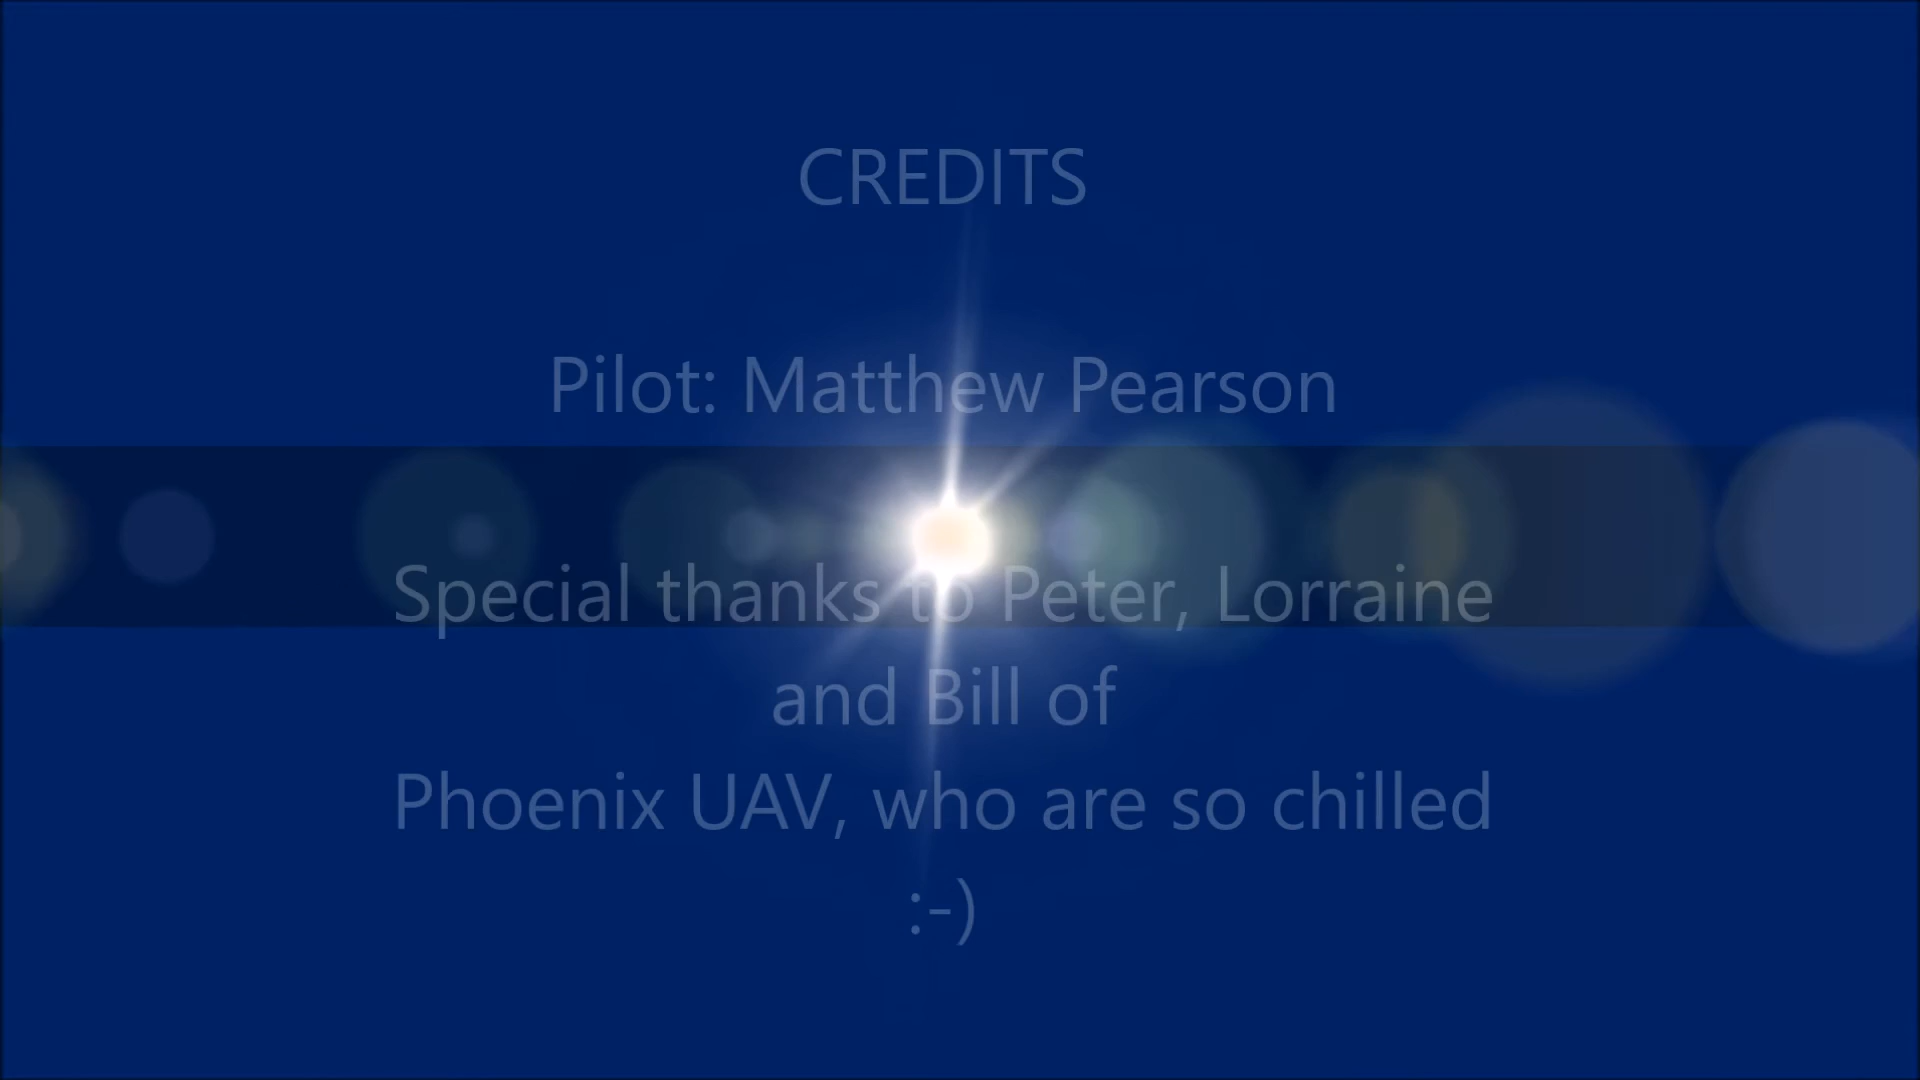 CREDITS
Pilot: Matthew Pearson
Special thanks to Peter, Lorraine
and Bill of
Phoenix UAV, who are so chilled
:-)